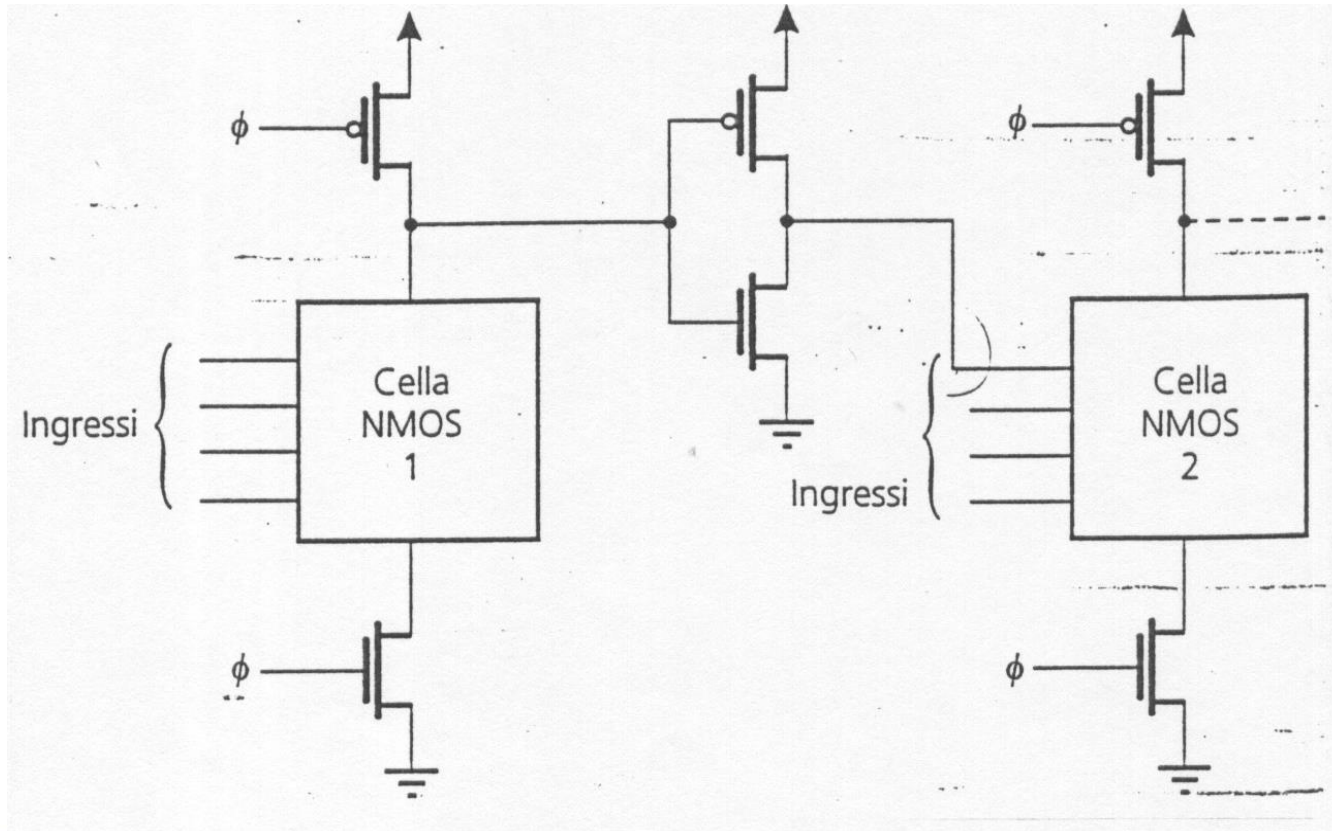 ϕ
ϕ
Ingressi
Cella
NMOS
1
ϕ
Ingressi
Cella
NMOS
2
ϕ
ϕ